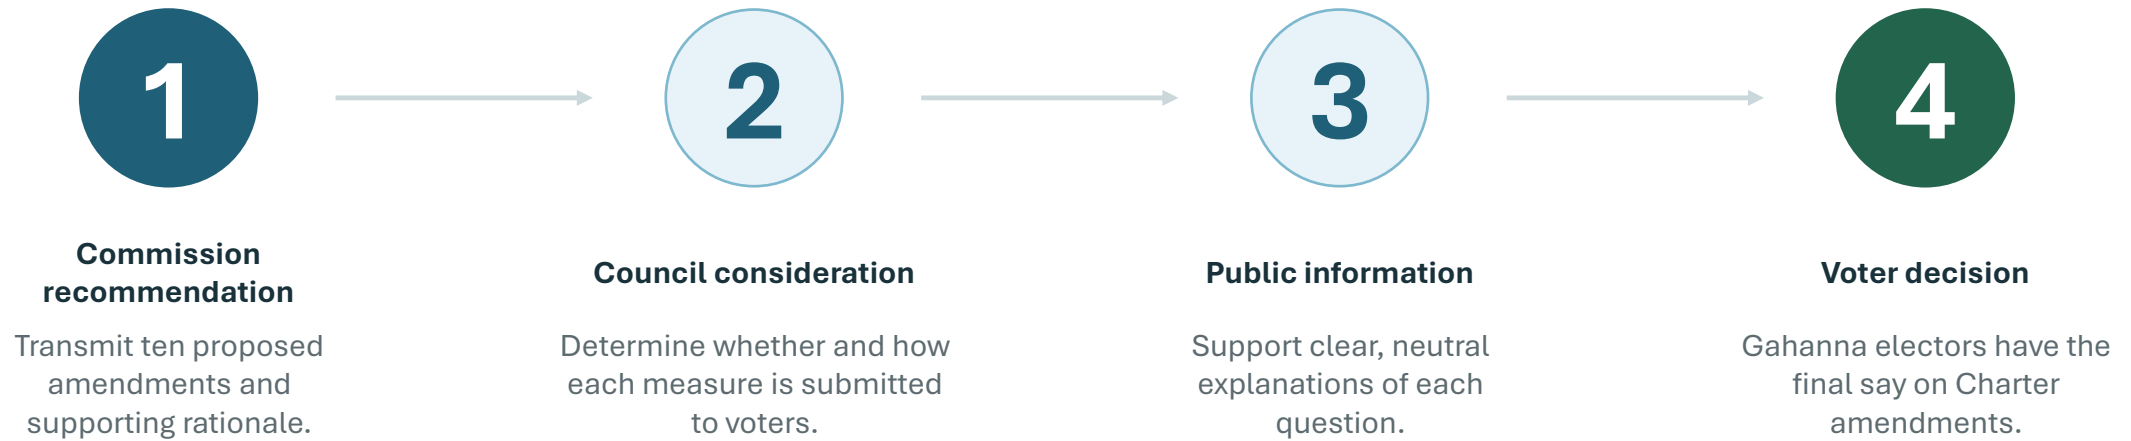 1
2
3
4
Commission
recommendation
Transmit ten proposed
amendments and
supporting rationale.
Council consideration
Determine whether and how
each measure is submitted
to voters.
Public information
Support clear, neutral
explanations of each
question.
Voter decision
Gahanna electors have the
final say on Charter
amendments.